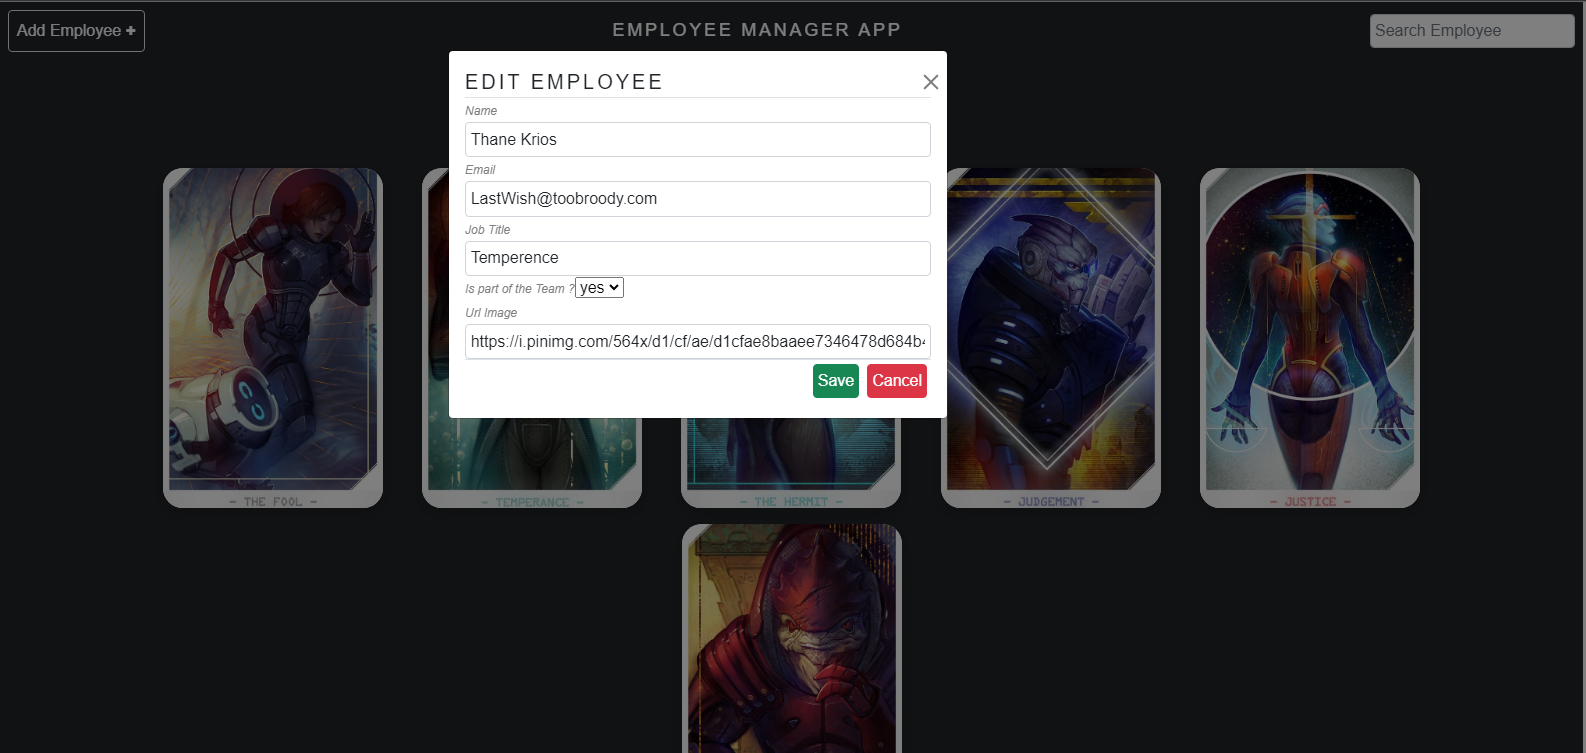 Add Employee +
EMPLOYEE MANAGER APP
Search Employee
EDIT EMPLOYEE
Name
Thane Krios
Email
LastWish@toobroody.com
Job Title
Temperence
Is part of the Team ? yes
Url Image
https://i.pinimg.com/564x/d1/cf/ae/d1cfae8baaee7346478d684b4
Save Cancel
- THE FOOL -
- TEMPERANCE -
- THE HERMIT -
- JUDGEMENT -
- JUSTICE -